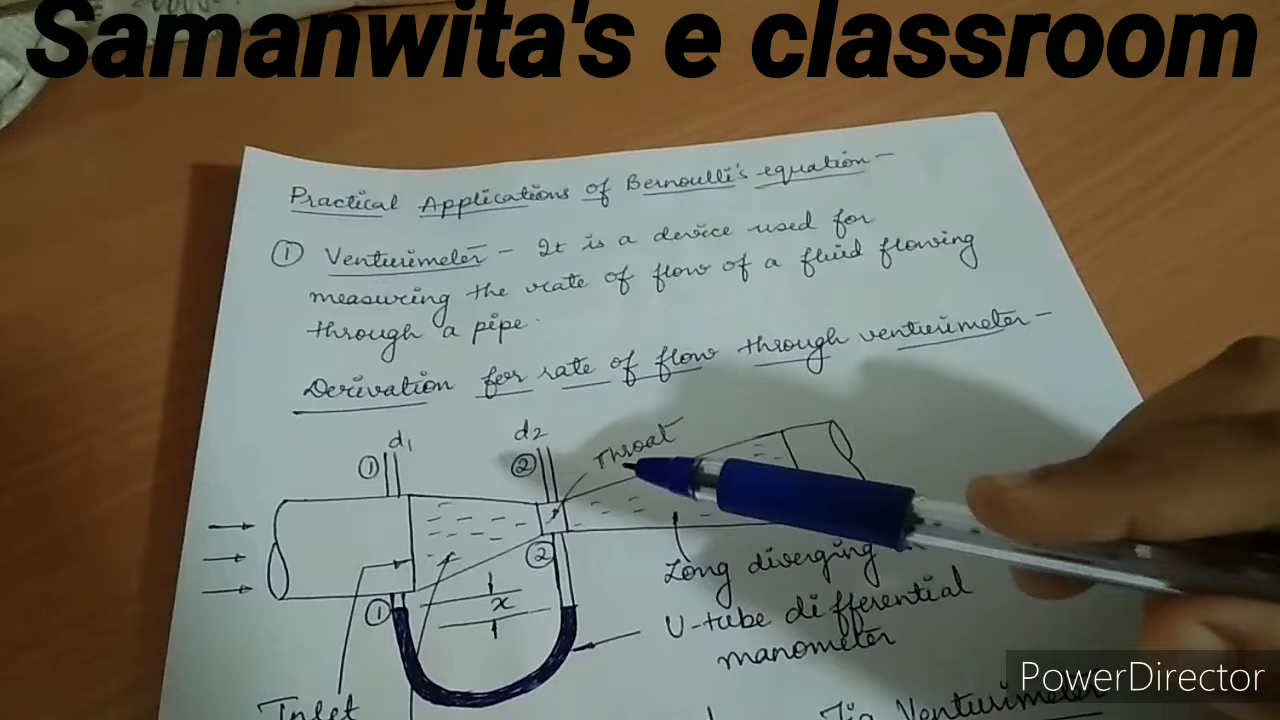 Samanwita's e classroom
Practical Applications of Bernoulli's equation-
① Venturimeter - It is a device used for
measuring the rate of flow of a fluid flowing
through a pipe.
Derivation for rate of flow through venturimeter-
d1
d2
① ② Throat
②
Long diverging
① x
U-tube differential
manometer
Inlet
Fig Venturimeter
PowerDirector